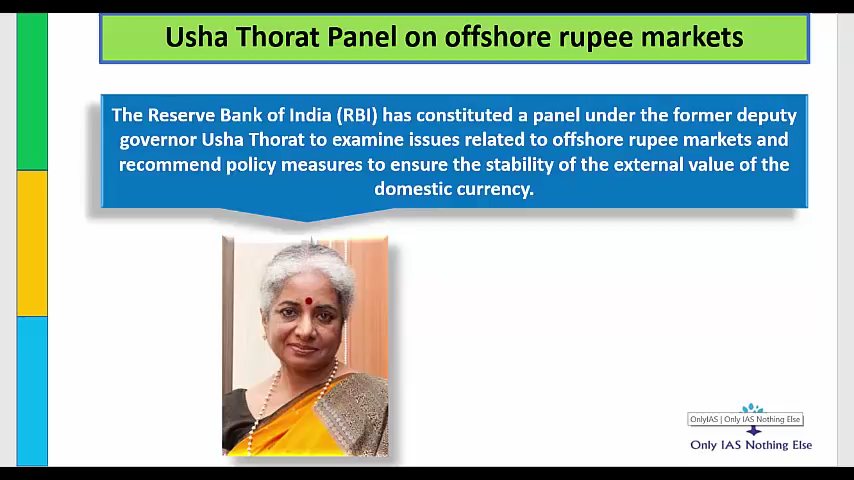 Usha Thorat Panel on offshore rupee markets
The Reserve Bank of India (RBI) has constituted a panel under the former deputy
governor Usha Thorat to examine issues related to offshore rupee markets and
recommend policy measures to ensure the stability of the external value of the
domestic currency.
OnlyIAS | Only IAS Nothing Else
Only IAS Nothing Else